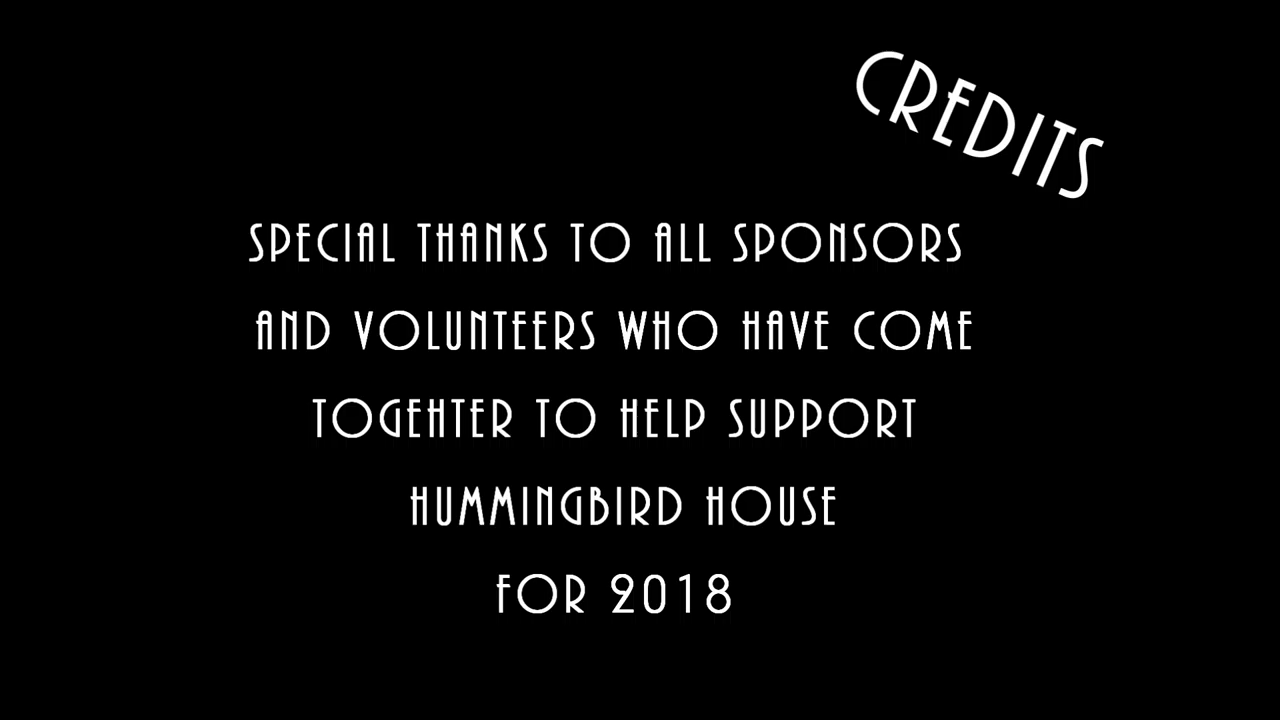 CREDITS
SPECIAL THANKS TO ALL SPONSORS
AND VOLUNTEERS WHO HAVE COME
TOGEHTER TO HELP SUPPORT
HUMMINGBIRD HOUSE
FOR 2018